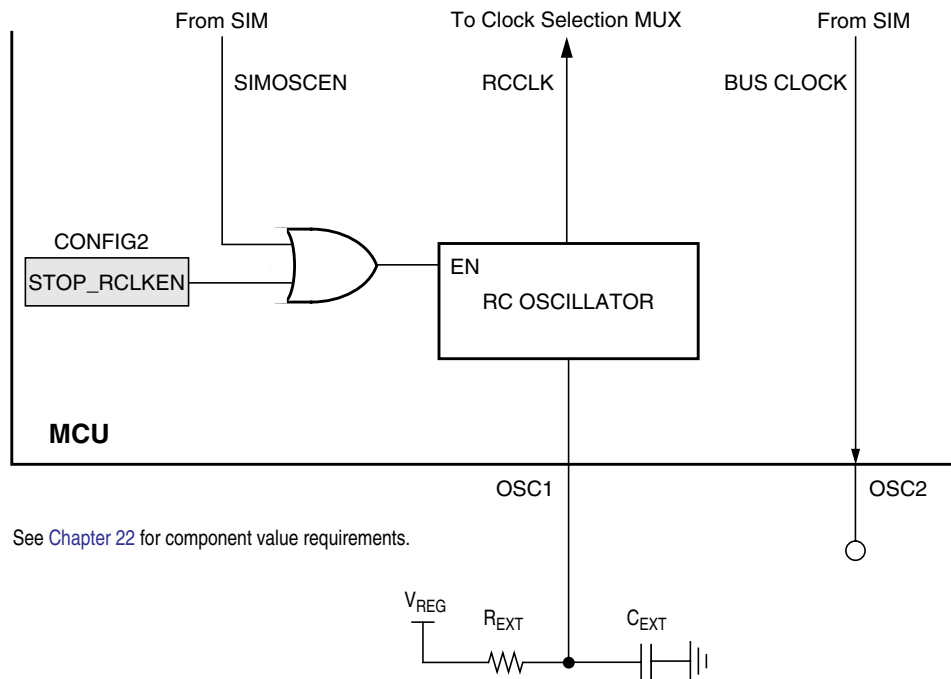 From SIM
To Clock Selection MUX
From SIM
SIMOSCEN
RCCLK
BUS CLOCK
CONFIG2
STOP_RCLKEN
EN
RC OSCILLATOR
MCU
OSC1
OSC2
See Chapter 22 for component value requirements.
VREG
REXT
CEXT